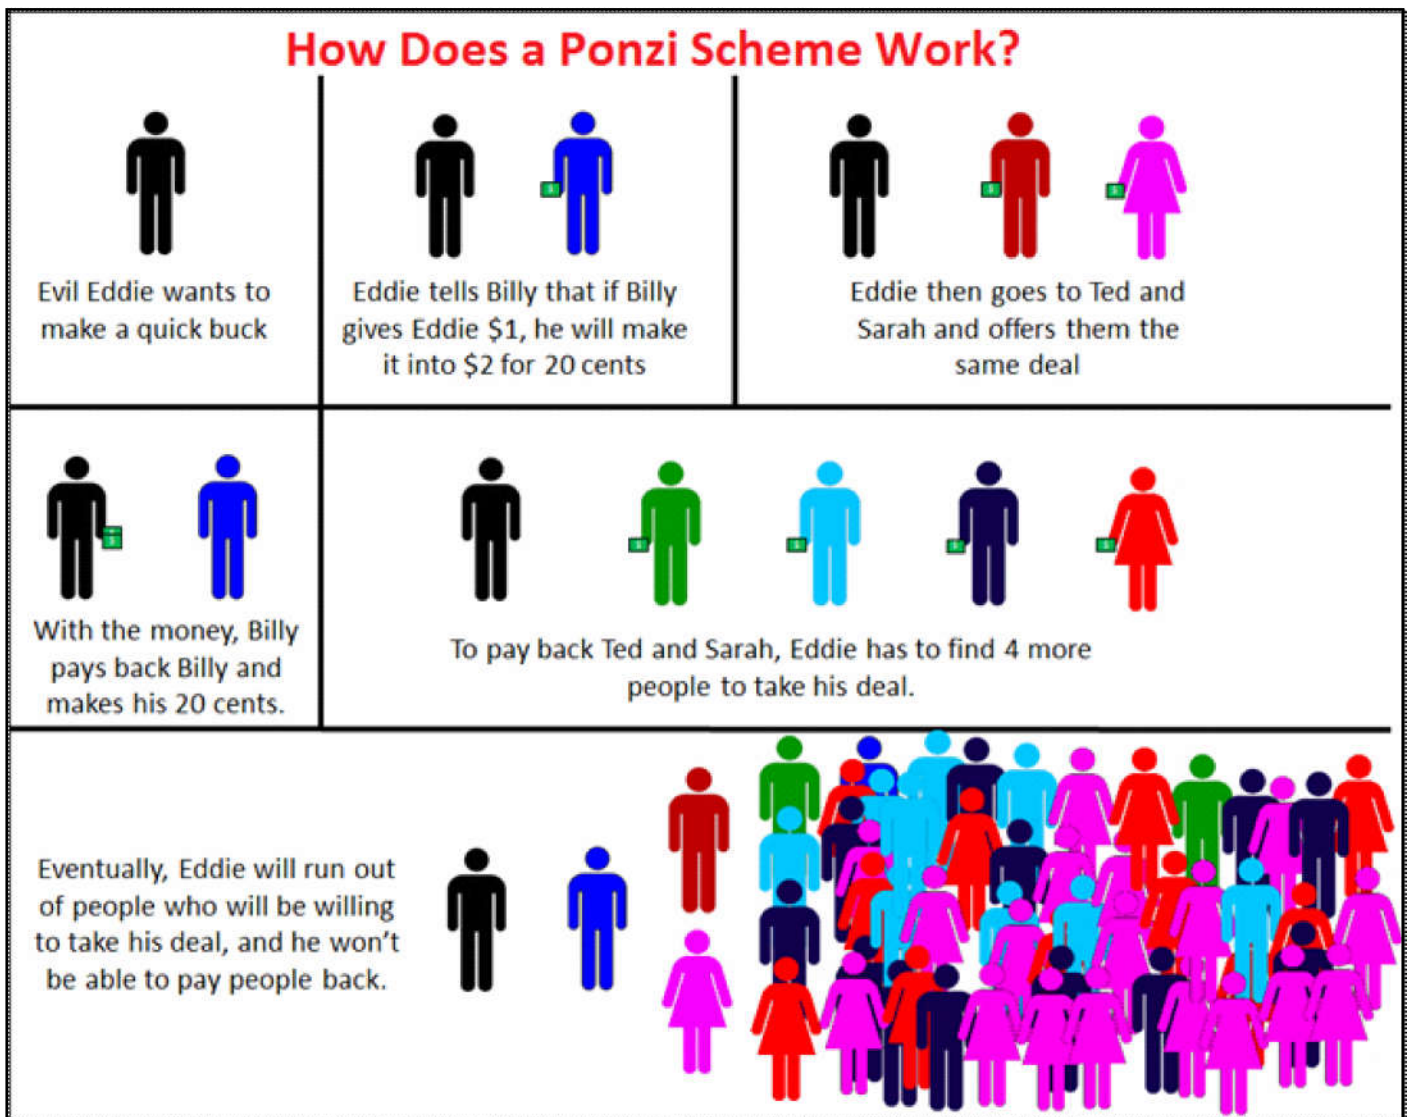 How Does a Ponzi Scheme Work?
Evil Eddie wants to
make a quick buck
Eddie tells Billy that if Billy
gives Eddie $1, he will make
it into $2 for 20 cents
Eddie then goes to Ted and
Sarah and offers them the
same deal
With the money, Billy
pays back Billy and
makes his 20 cents.
To pay back Ted and Sarah, Eddie has to find 4 more
people to take his deal.
Eventually, Eddie will run out
of people who will be willing
to take his deal, and he won't
be able to pay people back.